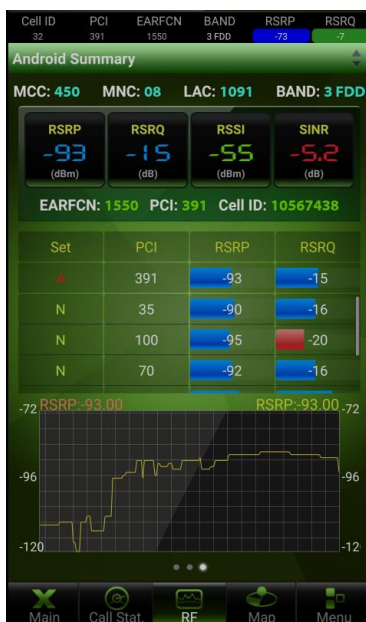 Cell ID PCI EARFCN BAND RSRP RSRQ
32 391 1550 3 FDD -73 -7
Android Summary
MCC: 450 MNC: 08 LAC: 1091 BAND: 3 FDD
RSRP RSRQ RSSI SINR
-93 -15 -55 -5.2
(dBm) (dB) (dBm) (dB)
EARFCN: 1550 PCI: 391 Cell ID: 10567438
Set PCI RSRP RSRQ
A 391 -93 -15
N 35 -90 -16
N 100 -95 -20
N 70 -92 -16
-72 RSRP:-93.00 RSRP:-93.00 -72
-96 -96
-120 -12
Main Call Stat. RF Map Menu